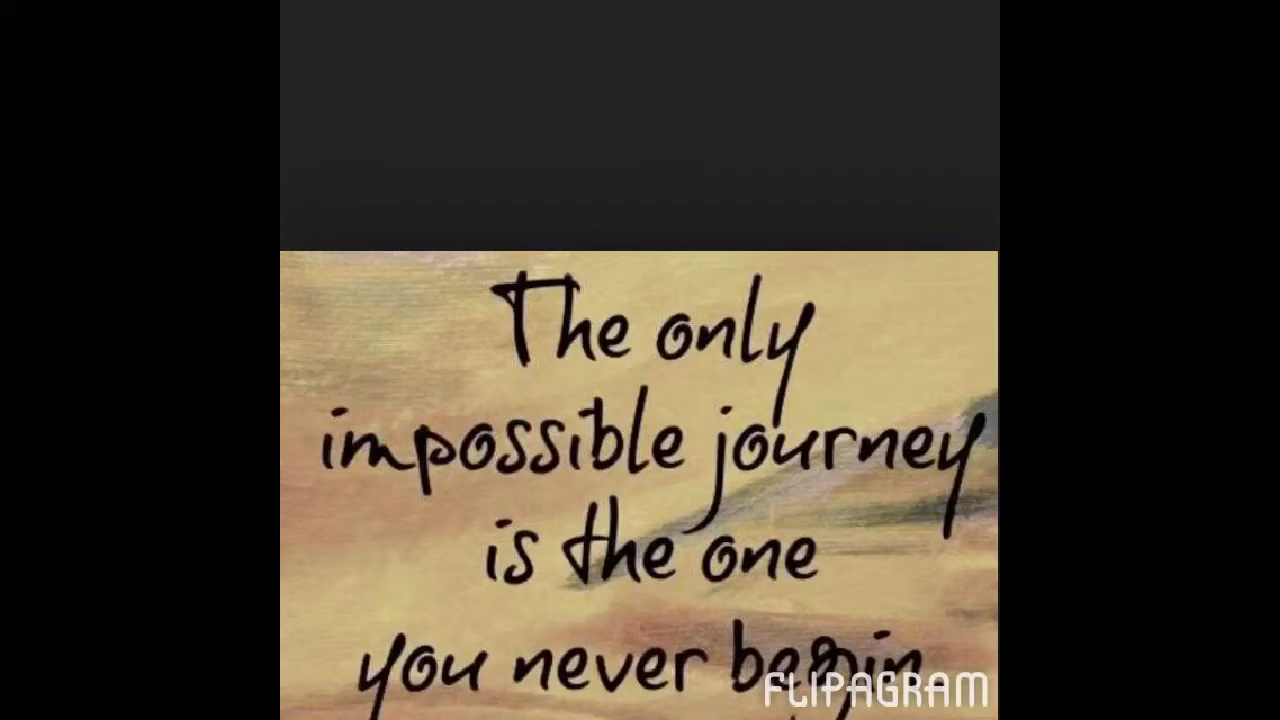 The only
impossible journey
is the one
you never begin.
FLIPAGRAM